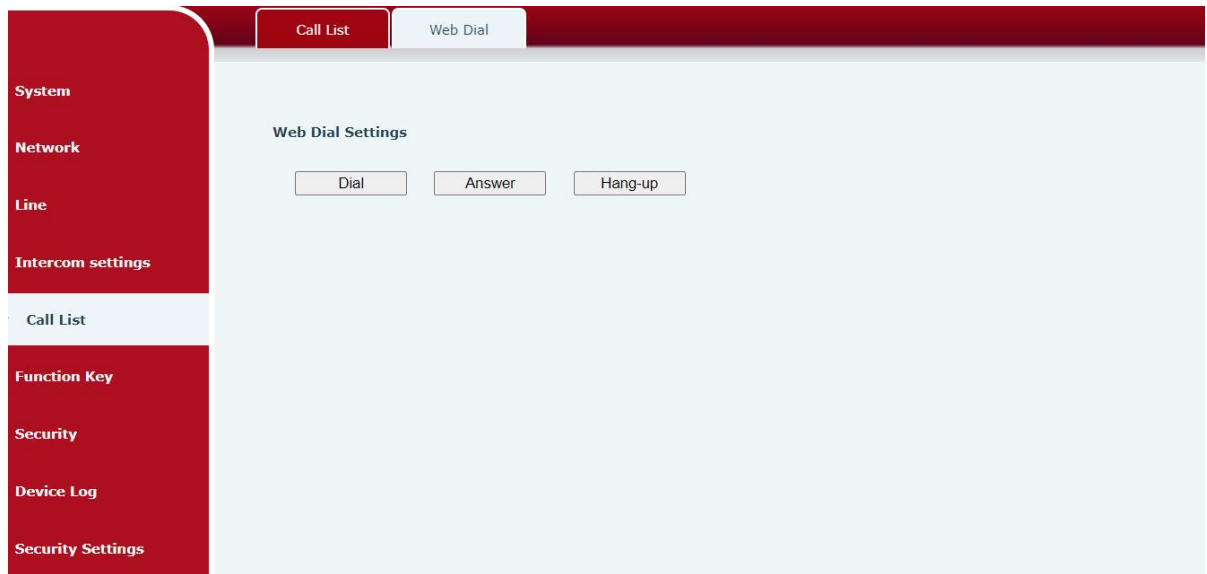 Call List
Web Dial
System
Network
Line
Intercom settings
Call List
Function Key
Security
Device Log
Security Settings
Web Dial Settings
Dial
Answer
Hang-up